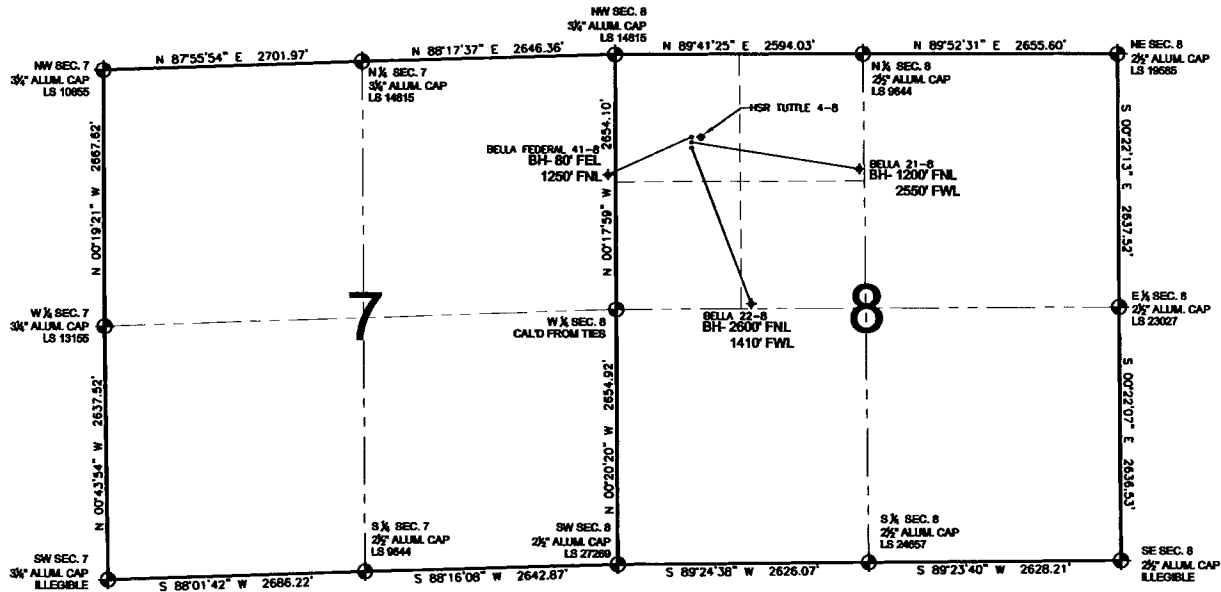 NW SEC. 8
3¼" ALUM. CAP
LS 14815
N 87°55'54" E 2701.97'
N 88°17'37" E 2646.36'
N 89°41'25" E 2594.03'
N 89°52'31" E 2655.60'
NW SEC. 7
3¼" ALUM. CAP
LS 10855
N ¼ SEC. 7
3¼" ALUM. CAP
LS 14815
N ¼ SEC. 8
2½" ALUM. CAP
LS 9644
NE SEC. 8
2½" ALUM. CAP
LS 19585
HSR TUTTLE 4-8
N 00°19'21" W 2667.62'
BELLA FEDERAL 41-8
BH- 80' FEL
1250' FNL
N 00°17'59" W 2654.10'
BELLA 21-8
BH- 1200' FNL
2550' FWL
S 00°22'13" E 2637.52'
W ¼ SEC. 7
3¼" ALUM. CAP
LS 13155
7
W ¼ SEC. 8
CAL'D FROM TIES
BELLA 22-8
BH- 2600' FNL
1410' FWL
8
E ¼ SEC. 8
2½" ALUM. CAP
LS 23027
N 00°43'54" W 2637.52'
N 00°20'20" W 2654.92'
S 00°22'07" E 2636.53'
SW SEC. 7
3¼" ALUM. CAP
ILLEGIBLE
S ¼ SEC. 7
2½" ALUM. CAP
LS 9644
SW SEC. 8
2½" ALUM. CAP
LS 27269
S ¼ SEC. 8
2½" ALUM. CAP
LS 24657
SE SEC. 8
2½" ALUM. CAP
ILLEGIBLE
S 88°01'42" W 2686.22'
S 88°16'08" W 2642.87'
S 89°24'38" W 2626.07'
S 89°23'40" W 2628.21'